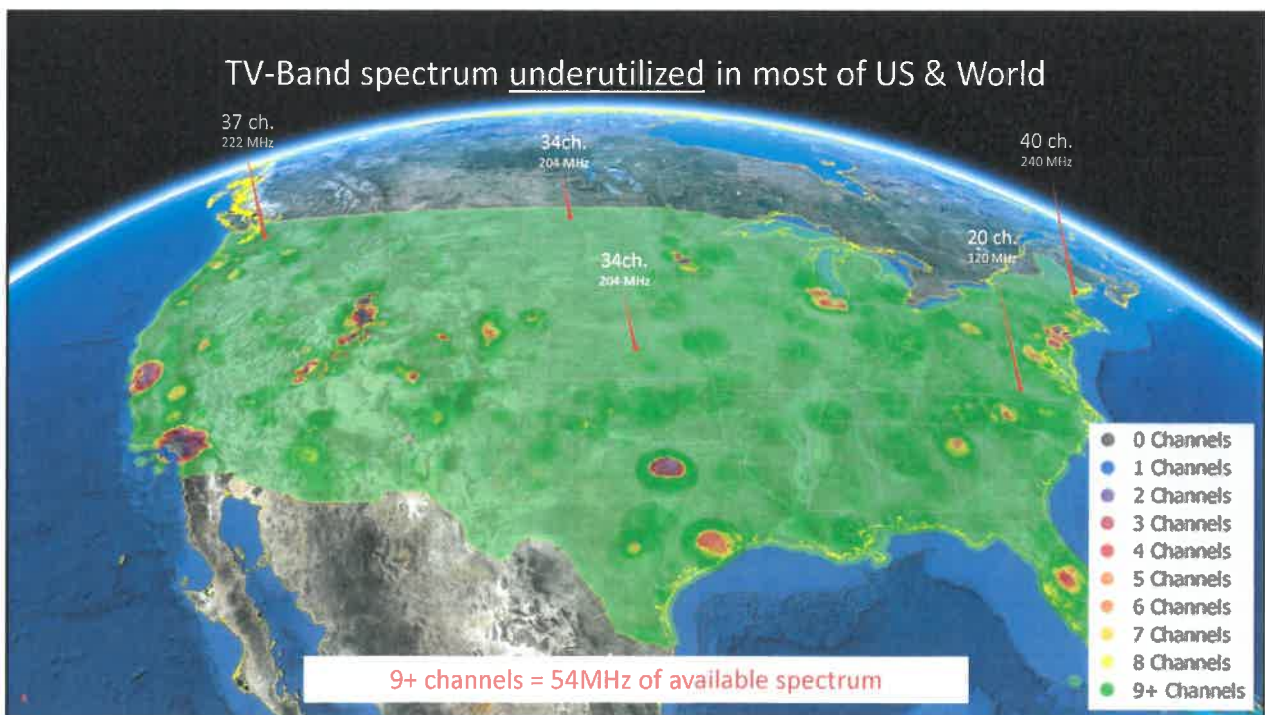 TV-Band spectrum underutilized in most of US & World
37 ch.
222 MHz
34ch.
204 MHz
40 ch.
240 MHz
20 ch.
120 MHz
34ch.
204 MHz
0 Channels
1 Channels
2 Channels
3 Channels
4 Channels
5 Channels
6 Channels
7 Channels
8 Channels
9+ Channels
9+ channels = 54MHz of available spectrum